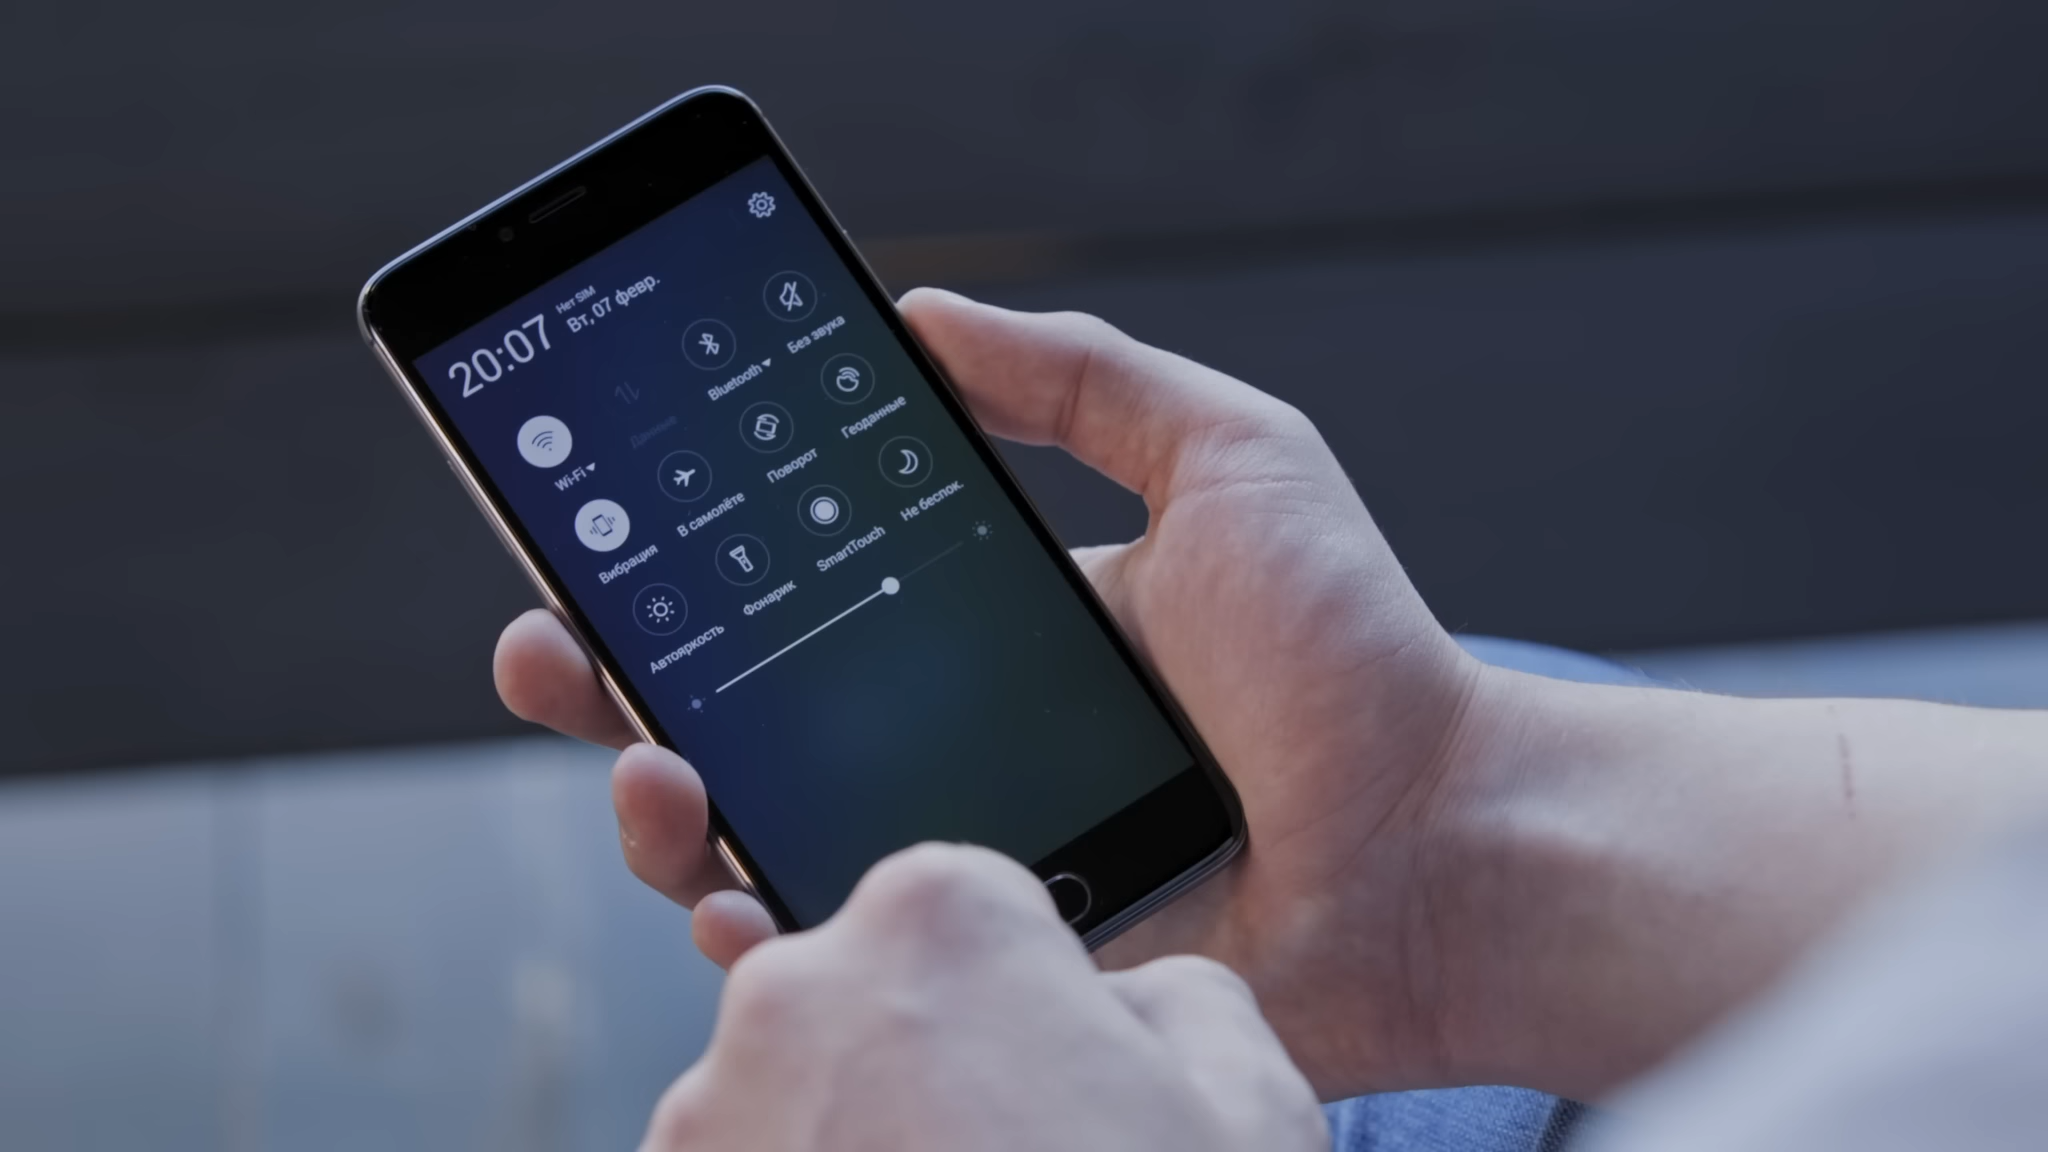 20:07
Нет SIM
Вт, 07 февр.
Wi-Fi
Данные
Bluetooth
Без звука
Вибрация
В самолёте
Поворот
Геоданные
Автояркость
Фонарик
SmartTouch
Не беспок.